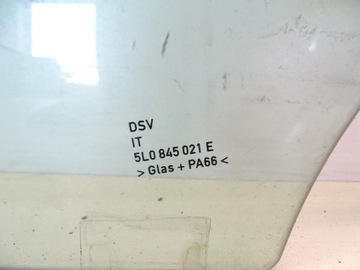 DSV
IT
5L0 845 021 E
> Glas + PA66 <